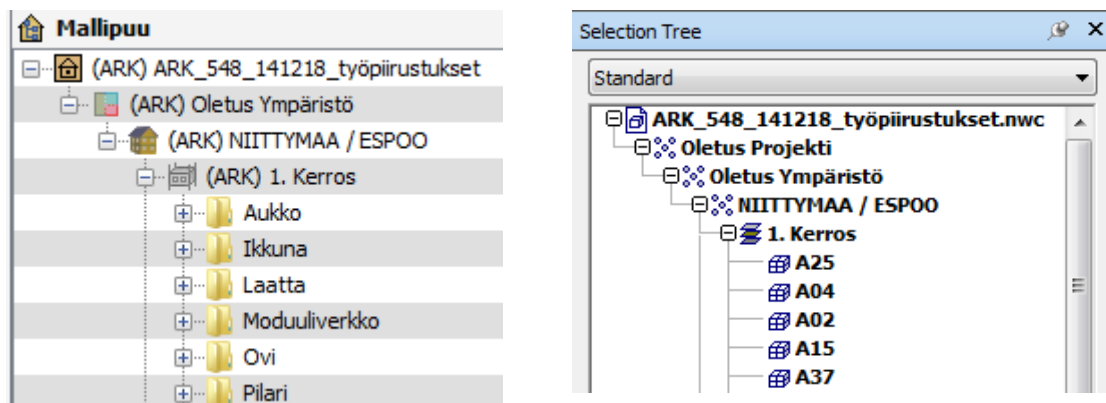 Mallipuu
(ARK) ARK_548_141218_työpiirustukset
(ARK) Oletus Ympäristö
(ARK) NIITTYMAA / ESPOO
(ARK) 1. Kerros
Aukko
Ikkuna
Laatta
Moduuliverkko
Ovi
Pilari
Selection Tree
Standard
ARK_548_141218_työpiirustukset.nwc
Oletus Projekti
Oletus Ympäristö
NIITTYMAA / ESPOO
1. Kerros
A25
A04
A02
A15
A37